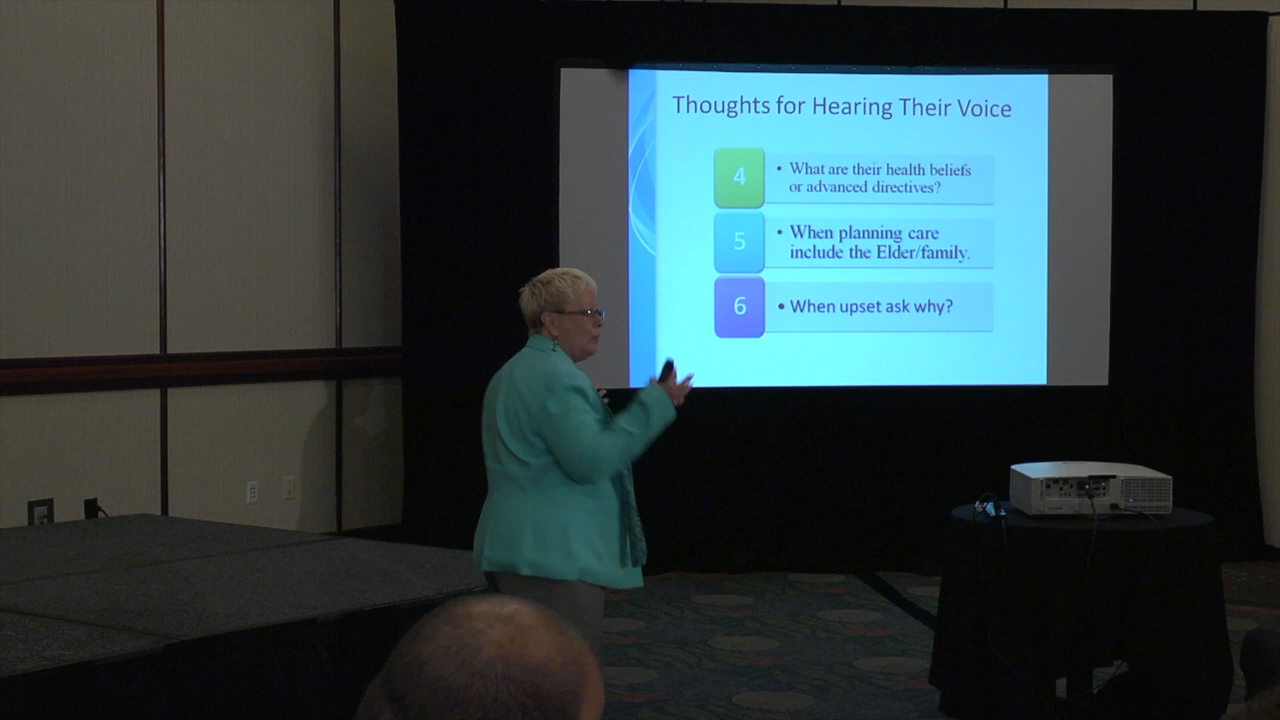 Thoughts for Hearing Their Voice
4
• What are their health beliefs
or advanced directives?
5
• When planning care
include the Elder/family.
6
• When upset ask why?